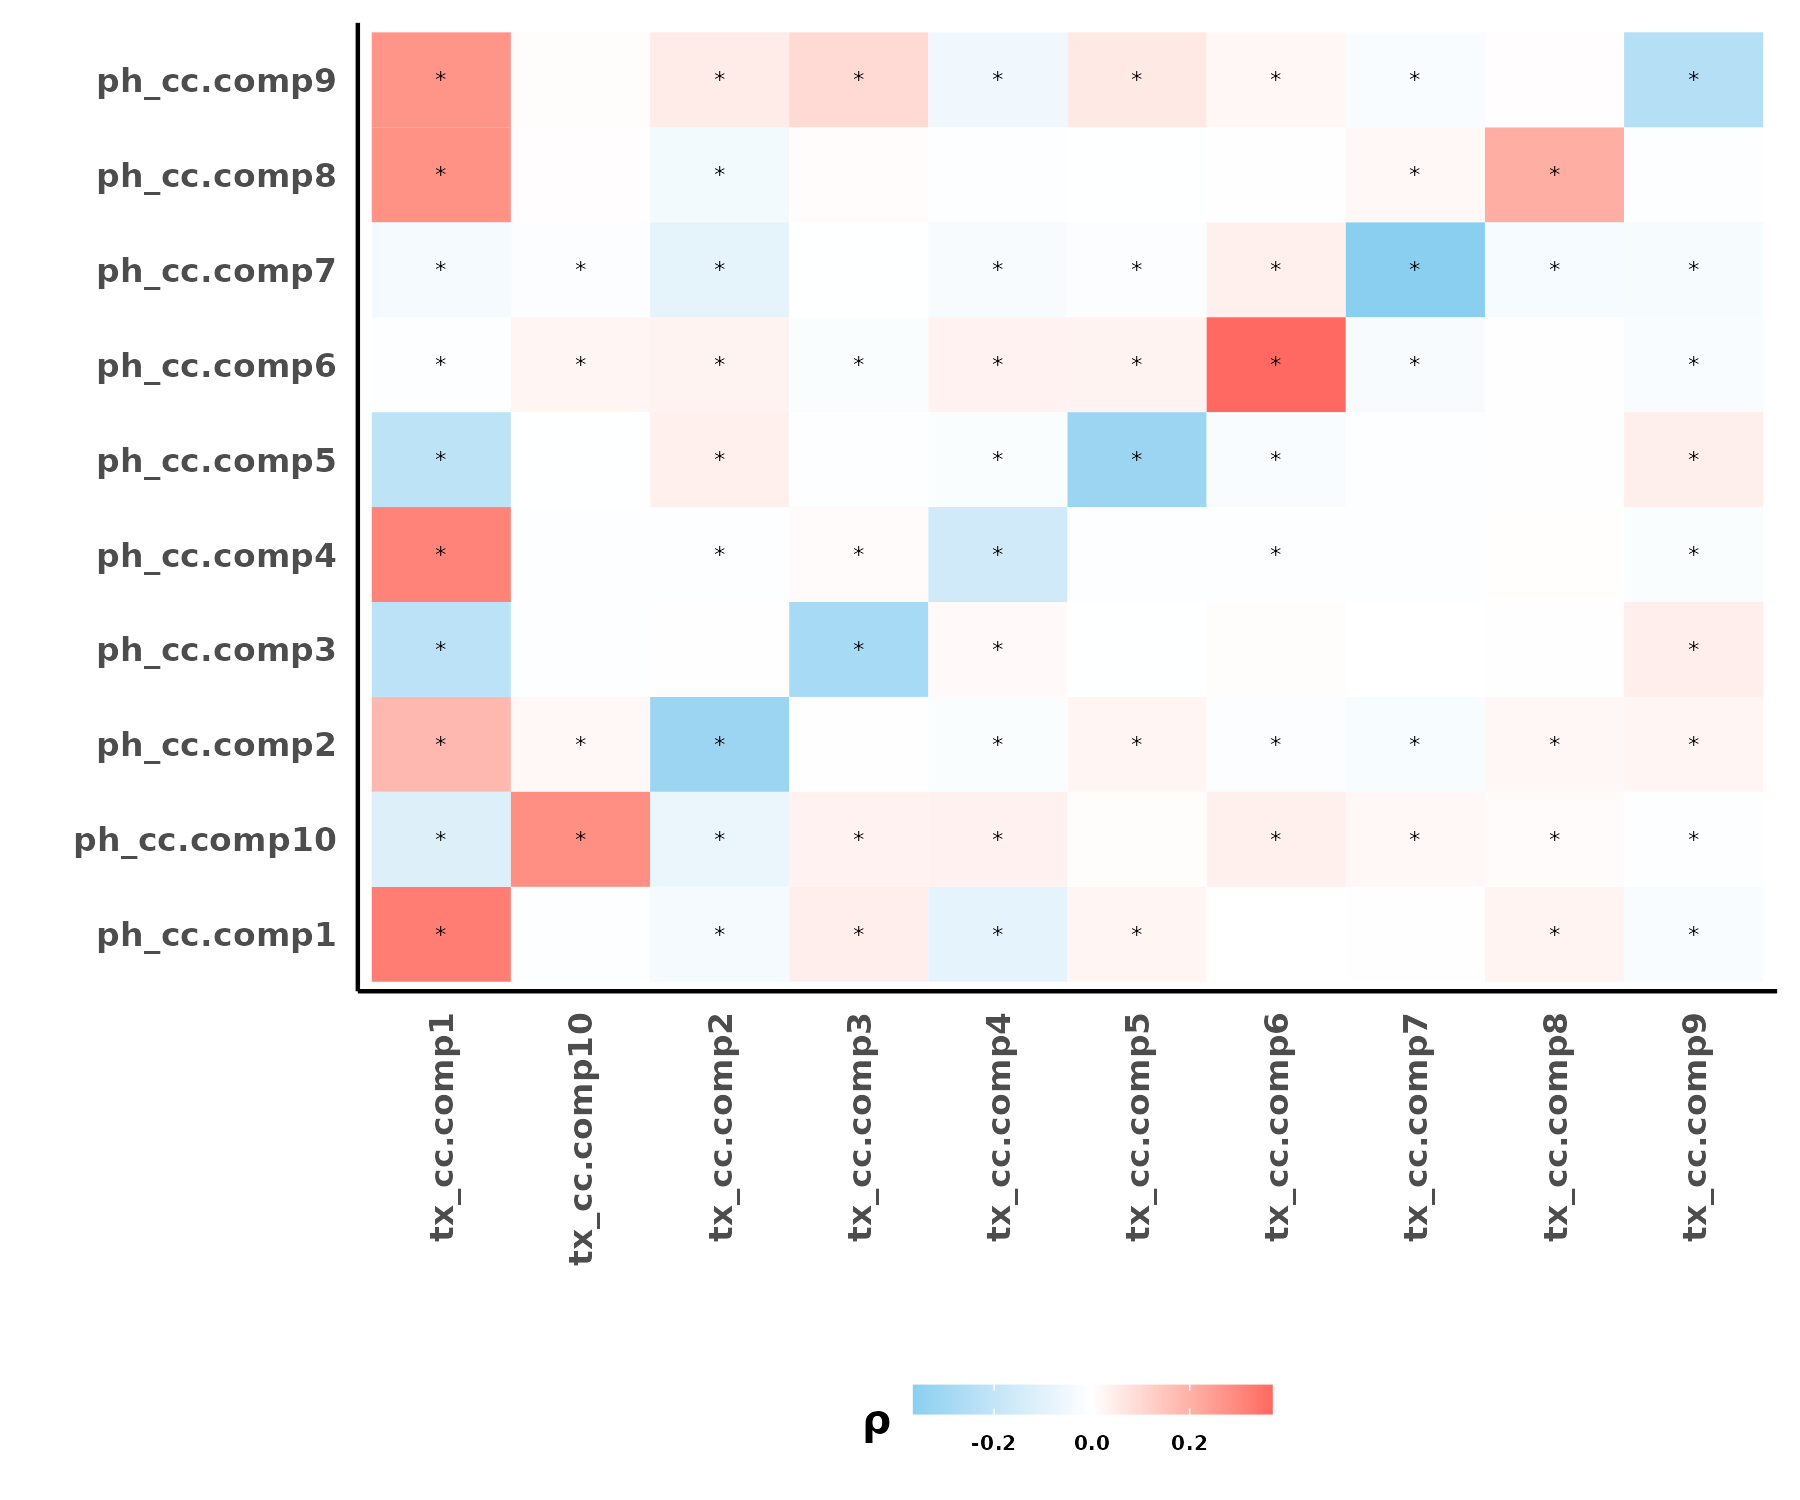 ph_cc.comp9 * * * * * * * *
ph_cc.comp8 * * * *
ph_cc.comp7 * * * * * * * * *
ph_cc.comp6 * * * * * * * * *
ph_cc.comp5 * * * * * *
ph_cc.comp4 * * * * * *
ph_cc.comp3 * * * *
ph_cc.comp2 * * * * * * * * *
ph_cc.comp10 * * * * * * * * *
ph_cc.comp1 * * * * * * *
tx_cc.comp1
tx_cc.comp10
tx_cc.comp2
tx_cc.comp3
tx_cc.comp4
tx_cc.comp5
tx_cc.comp6
tx_cc.comp7
tx_cc.comp8
tx_cc.comp9
ρ
-0.2 0.0 0.2